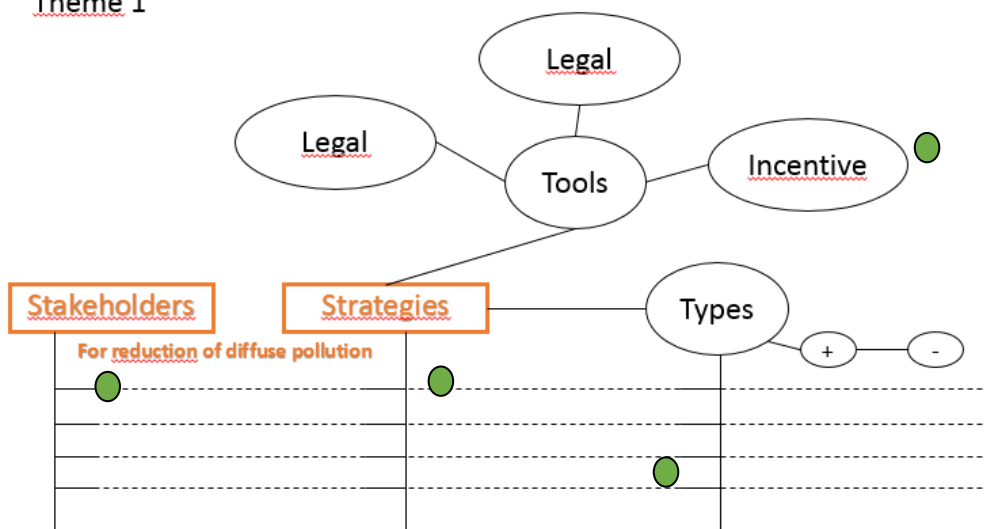 Theme 1
Legal
Legal
Tools
Incentive
Stakeholders
Strategies
Types
For reduction of diffuse pollution
+
-